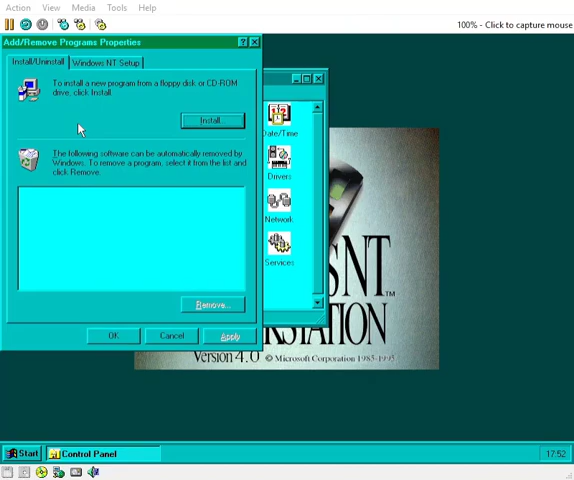 Action View Media Tools Help
100% - Click to capture mouse
Add/Remove Programs Properties
Install/Uninstall Windows NT Setup
To install a new program from a floppy disk or CD-ROM
drive, click Install.
Install...
The following software can be automatically removed by
Windows. To remove a program, select it from the list and
click Remove.
Remove...
OK Cancel Apply
Date/Time
Drivers
Network
Services
NT™
Version 4.0 © Microsoft Corporation 1985-1995
Start Control Panel 17:52